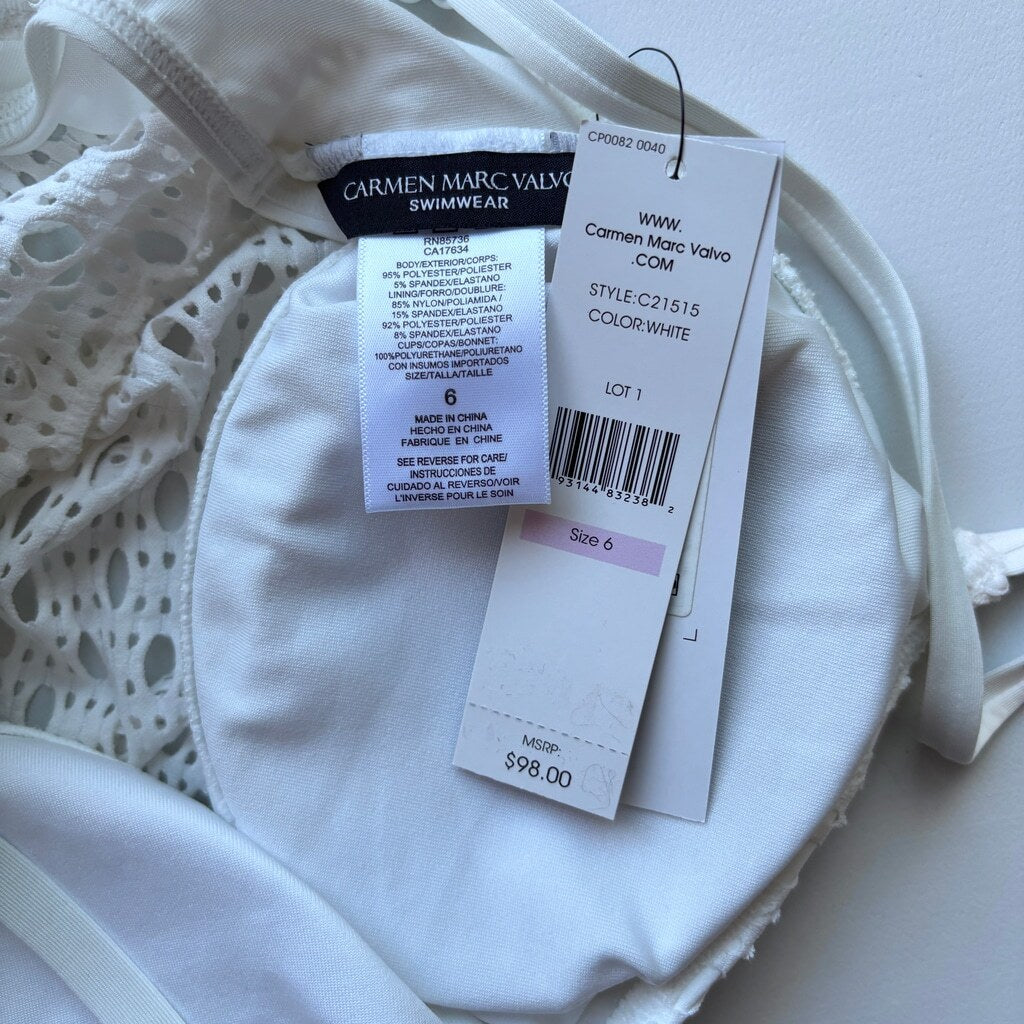 CARMEN MARC VALVO
SWIMWEAR
RN85736
CA17634
BODY/EXTERIOR/CORPS:
95% POLYESTER/POLIESTER
5% SPANDEX/ELASTANO
LINING/FORRO/DOUBLURE:
85% NYLON/POLIAMIDA /
15% SPANDEX/ELASTANO
92% POLYESTER/POLIESTER
8% SPANDEX/ELASTANO
CUPS/COPAS/BONNET:
100%POLYURETHANE/POLIURETANO
CON INSUMOS IMPORTADOS
SIZE/TALLA/TAILLE
6
MADE IN CHINA
HECHO EN CHINA
FABRIQUE EN CHINE
SEE REVERSE FOR CARE/
INSTRUCCIONES DE
CUIDADO AL REVERSO/VOIR
L'INVERSE POUR LE SOIN
CP0082 0040
WWW.
Carmen Marc Valvo
.COM
STYLE:C21515
COLOR:WHITE
LOT 1
93144 83238 2
Size 6
MSRP:
$98.00